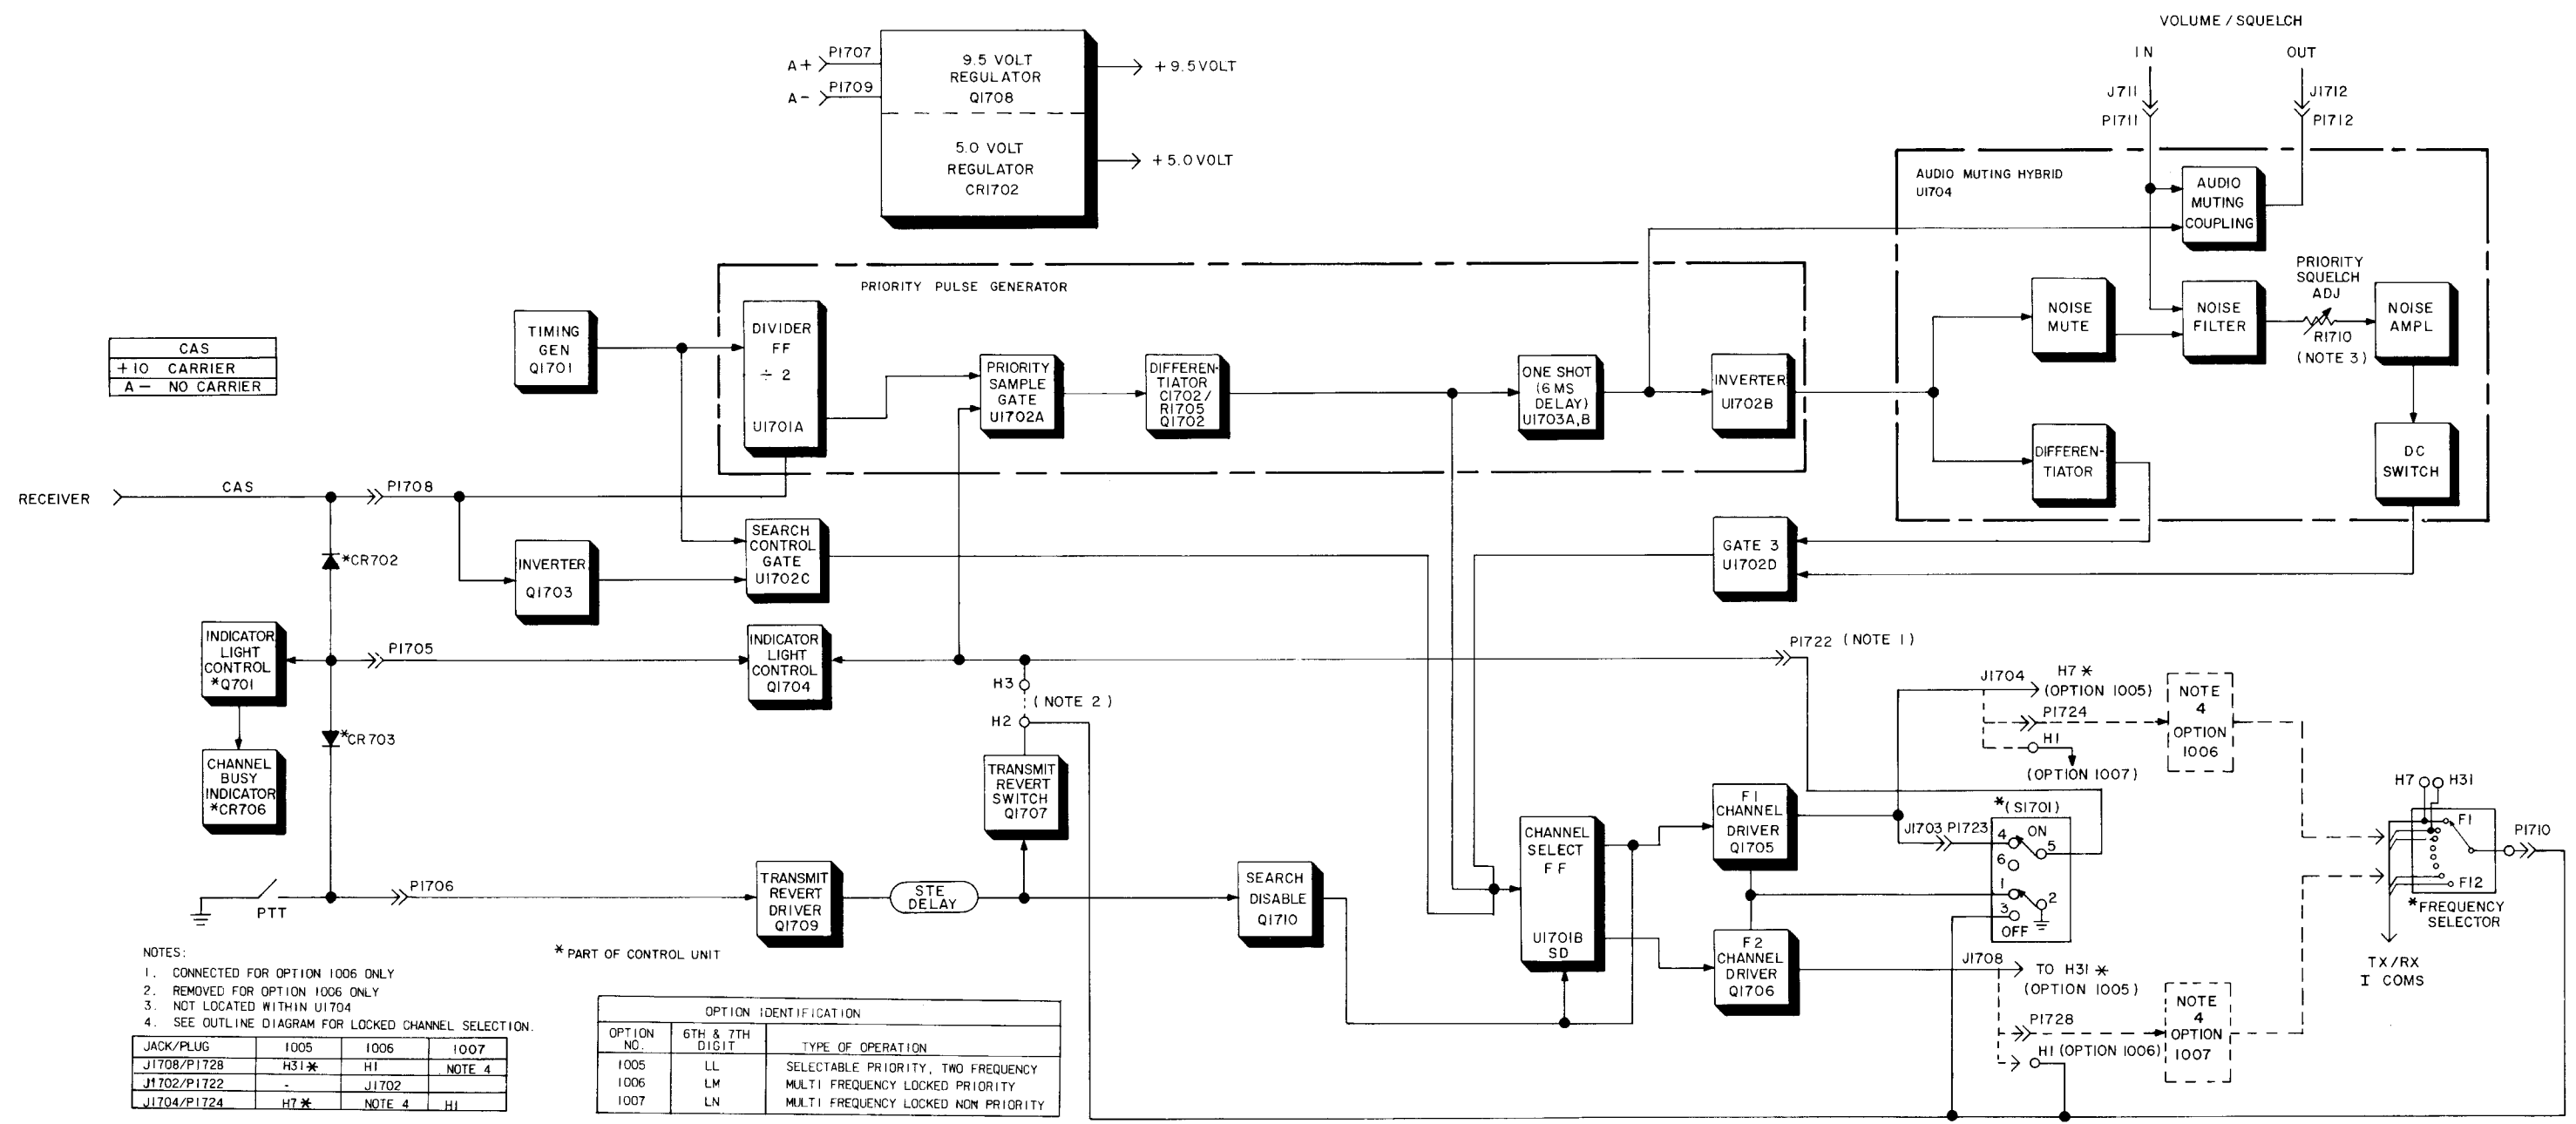 VOLUME / SQUELCH
IN
OUT
J711
J1712
P1711
P1712
A+
P1707
A-
P1709
9.5 VOLT
REGULATOR
Q1708
+9.5VOLT
5.0 VOLT
REGULATOR
CR1702
+5.0VOLT
AUDIO MUTING HYBRID
U1704
AUDIO
MUTING
COUPLING
PRIORITY
SQUELCH
ADJ
R1710
(NOTE 3)
NOISE
MUTE
NOISE
FILTER
NOISE
AMPL
DIFFEREN-
TIATOR
DC
SWITCH
PRIORITY PULSE GENERATOR
TIMING
GEN
Q1701
DIVIDER
FF
÷ 2
U1701A
PRIORITY
SAMPLE
GATE
U1702A
DIFFEREN-
TIATOR
C1702/
R1705
Q1702
ONE SHOT
(6 MS
DELAY)
U1703A,B
INVERTER
U1702B
CAS
+10 CARRIER
A- NO CARRIER
RECEIVER
CAS
P1708
*CR702
INVERTER
Q1703
SEARCH
CONTROL
GATE
U1702C
GATE 3
U1702D
INDICATOR
LIGHT
CONTROL
*Q701
P1705
INDICATOR
LIGHT
CONTROL
Q1704
P1722 (NOTE 1)
H3
(NOTE 2)
H2
*CR703
CHANNEL
BUSY
INDICATOR
*CR706
TRANSMIT
REVERT
SWITCH
Q1707
PTT
P1706
TRANSMIT
REVERT
DRIVER
Q1709
STE
DELAY
SEARCH
DISABLE
Q1710
CHANNEL
SELECT
FF
U1701B
SD
F1
CHANNEL
DRIVER
Q1705
F2
CHANNEL
DRIVER
Q1706
J1704
H7 *
(OPTION 1005)
P1724
H1
(OPTION 1007)
NOTE
4
OPTION
1006
J1703 P1723
*(S1701)
4
ON
5
6
1
2
3
OFF
J1708
TO H31 *
(OPTION 1005)
P1728
H1 (OPTION 1006)
NOTE
4
OPTION
1007
H7
H31
F1
F12
P1710
*FREQUENCY
SELECTOR
TX/RX
I COMS
* PART OF CONTROL UNIT
NOTES:
1. CONNECTED FOR OPTION 1006 ONLY
2. REMOVED FOR OPTION 1006 ONLY
3. NOT LOCATED WITHIN U1704
4. SEE OUTLINE DIAGRAM FOR LOCKED CHANNEL SELECTION.
JACK/PLUG 1005 1006 1007
J1708/P1728 H31* H1 NOTE 4
J1702/P1722 - J1702
J1704/P1724 H7* NOTE 4 H1
OPTION IDENTIFICATION
OPTION NO. 6TH & 7TH DIGIT TYPE OF OPERATION
1005 LL SELECTABLE PRIORITY, TWO FREQUENCY
1006 LM MULTI FREQUENCY LOCKED PRIORITY
1007 LN MULTI FREQUENCY LOCKED NON PRIORITY